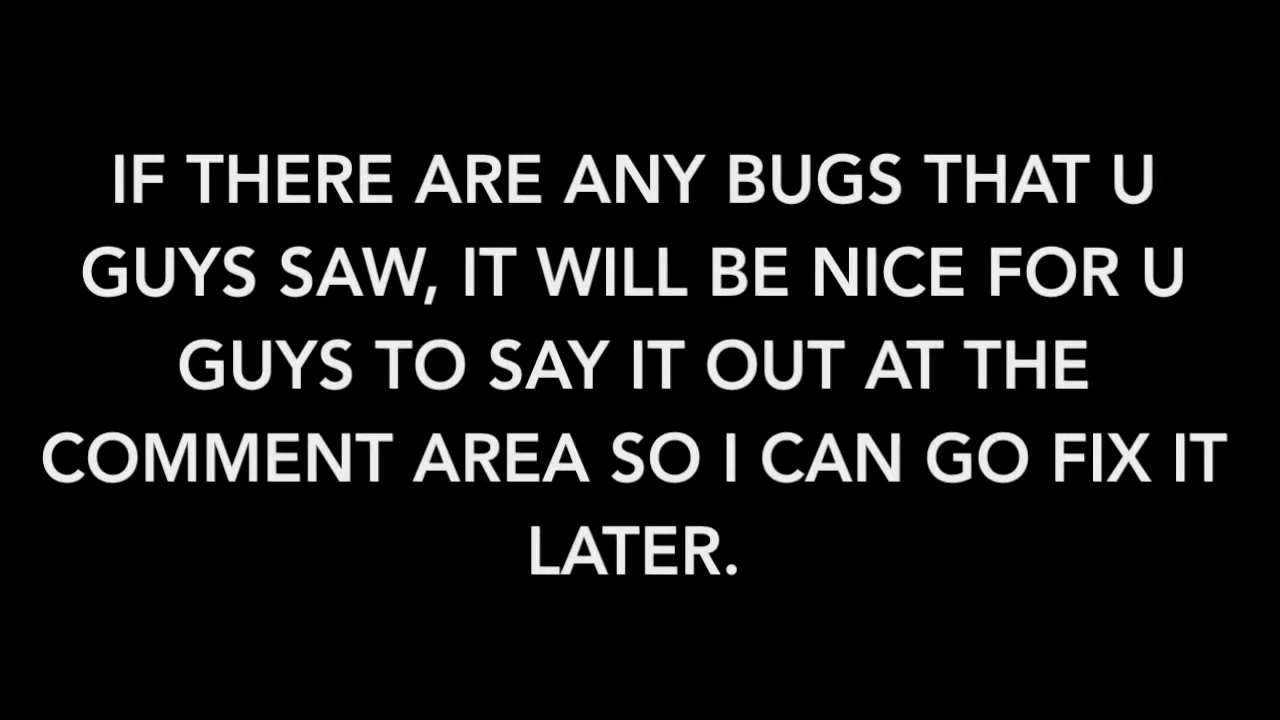 IF THERE ARE ANY BUGS THAT U
GUYS SAW, IT WILL BE NICE FOR U
GUYS TO SAY IT OUT AT THE
COMMENT AREA SO I CAN GO FIX IT
LATER.